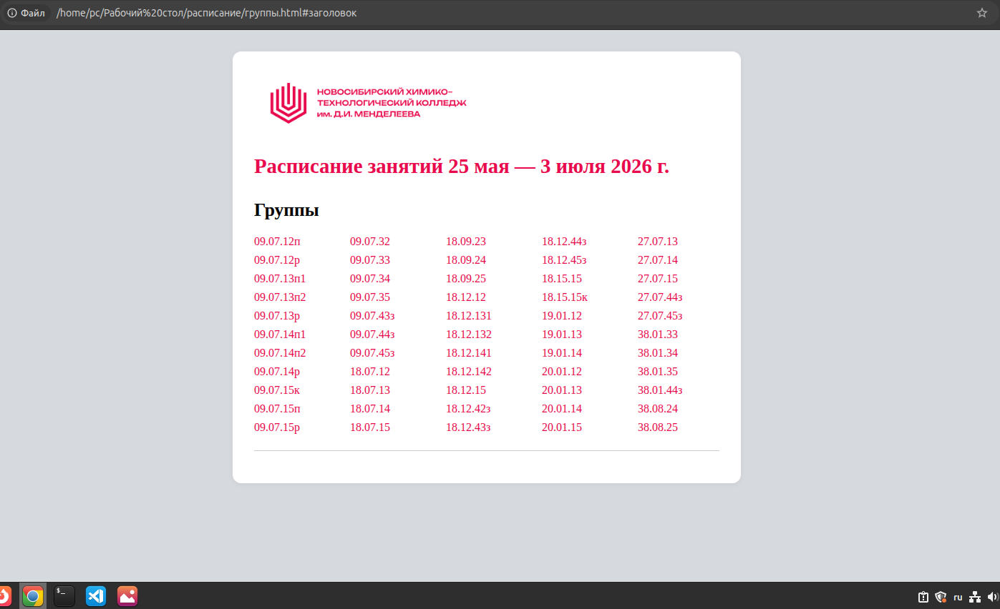 Файл /home/pc/Рабочий%20стол/расписание/группы.html#заголовок
НОВОСИБИРСКИЙ ХИМИКО-
ТЕХНОЛОГИЧЕСКИЙ КОЛЛЕДЖ
им. Д.И. МЕНДЕЛЕЕВА
Расписание занятий 25 мая — 3 июля 2026 г.
Группы
09.07.12п 09.07.32 18.09.23 18.12.44з 27.07.13
09.07.12р 09.07.33 18.09.24 18.12.45з 27.07.14
09.07.13п1 09.07.34 18.09.25 18.15.15 27.07.15
09.07.13п2 09.07.35 18.12.12 18.15.15к 27.07.44з
09.07.13р 09.07.43з 18.12.131 19.01.12 27.07.45з
09.07.14п1 09.07.44з 18.12.132 19.01.13 38.01.33
09.07.14п2 09.07.45з 18.12.141 19.01.14 38.01.34
09.07.14р 18.07.12 18.12.142 20.01.12 38.01.35
09.07.15к 18.07.13 18.12.15 20.01.13 38.01.44з
09.07.15п 18.07.14 18.12.42з 20.01.14 38.08.24
09.07.15р 18.07.15 18.12.43з 20.01.15 38.08.25
$_
ru